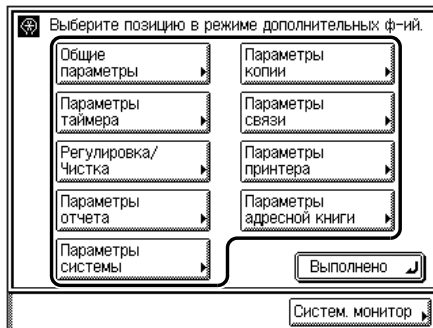 Выберите позицию в режиме дополнительных ф-ий.
Общие
параметры
Параметры
копии
Параметры
таймера
Параметры
связи
Регулировка/
Чистка
Параметры
принтера
Параметры
отчета
Параметры
адресной книги
Параметры
системы
Выполнено
Систем. монитор